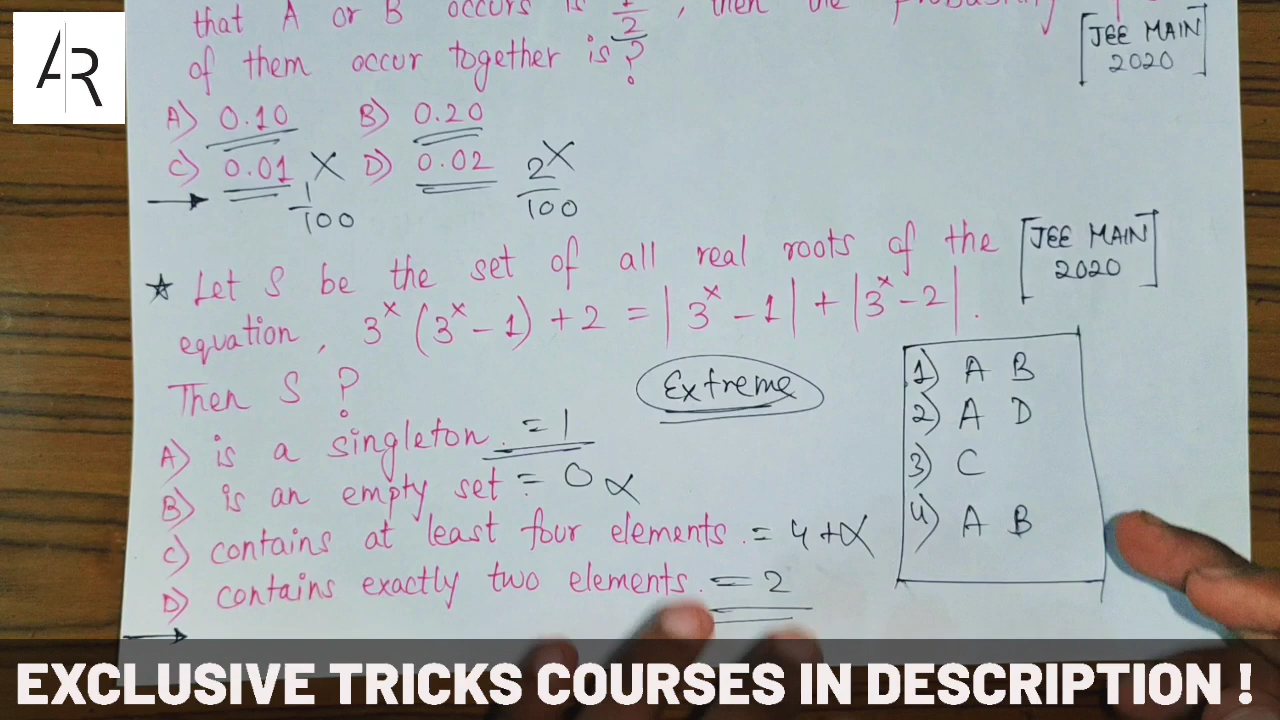 AR
that A or B occurs is 1/2, then the probability
of them occur together is ?
[JEE MAIN
2020]
A) 0.10 B) 0.20
C) 0.01 X D) 0.02 2 X
1/100 /100
★ Let S be the set of all real roots of the [JEE MAIN
2020]
equation, 3^x (3^x - 1) + 2 = |3^x - 1| + |3^x - 2|.
Then S ?
Extreme
A) is a singleton. = 1
B) is an empty set = 0 X
C) contains at least four elements. = 4 + X
D) contains exactly two elements. = 2
1) A B
2) A D
3) C
4) A B
EXCLUSIVE TRICKS COURSES IN DESCRIPTION !